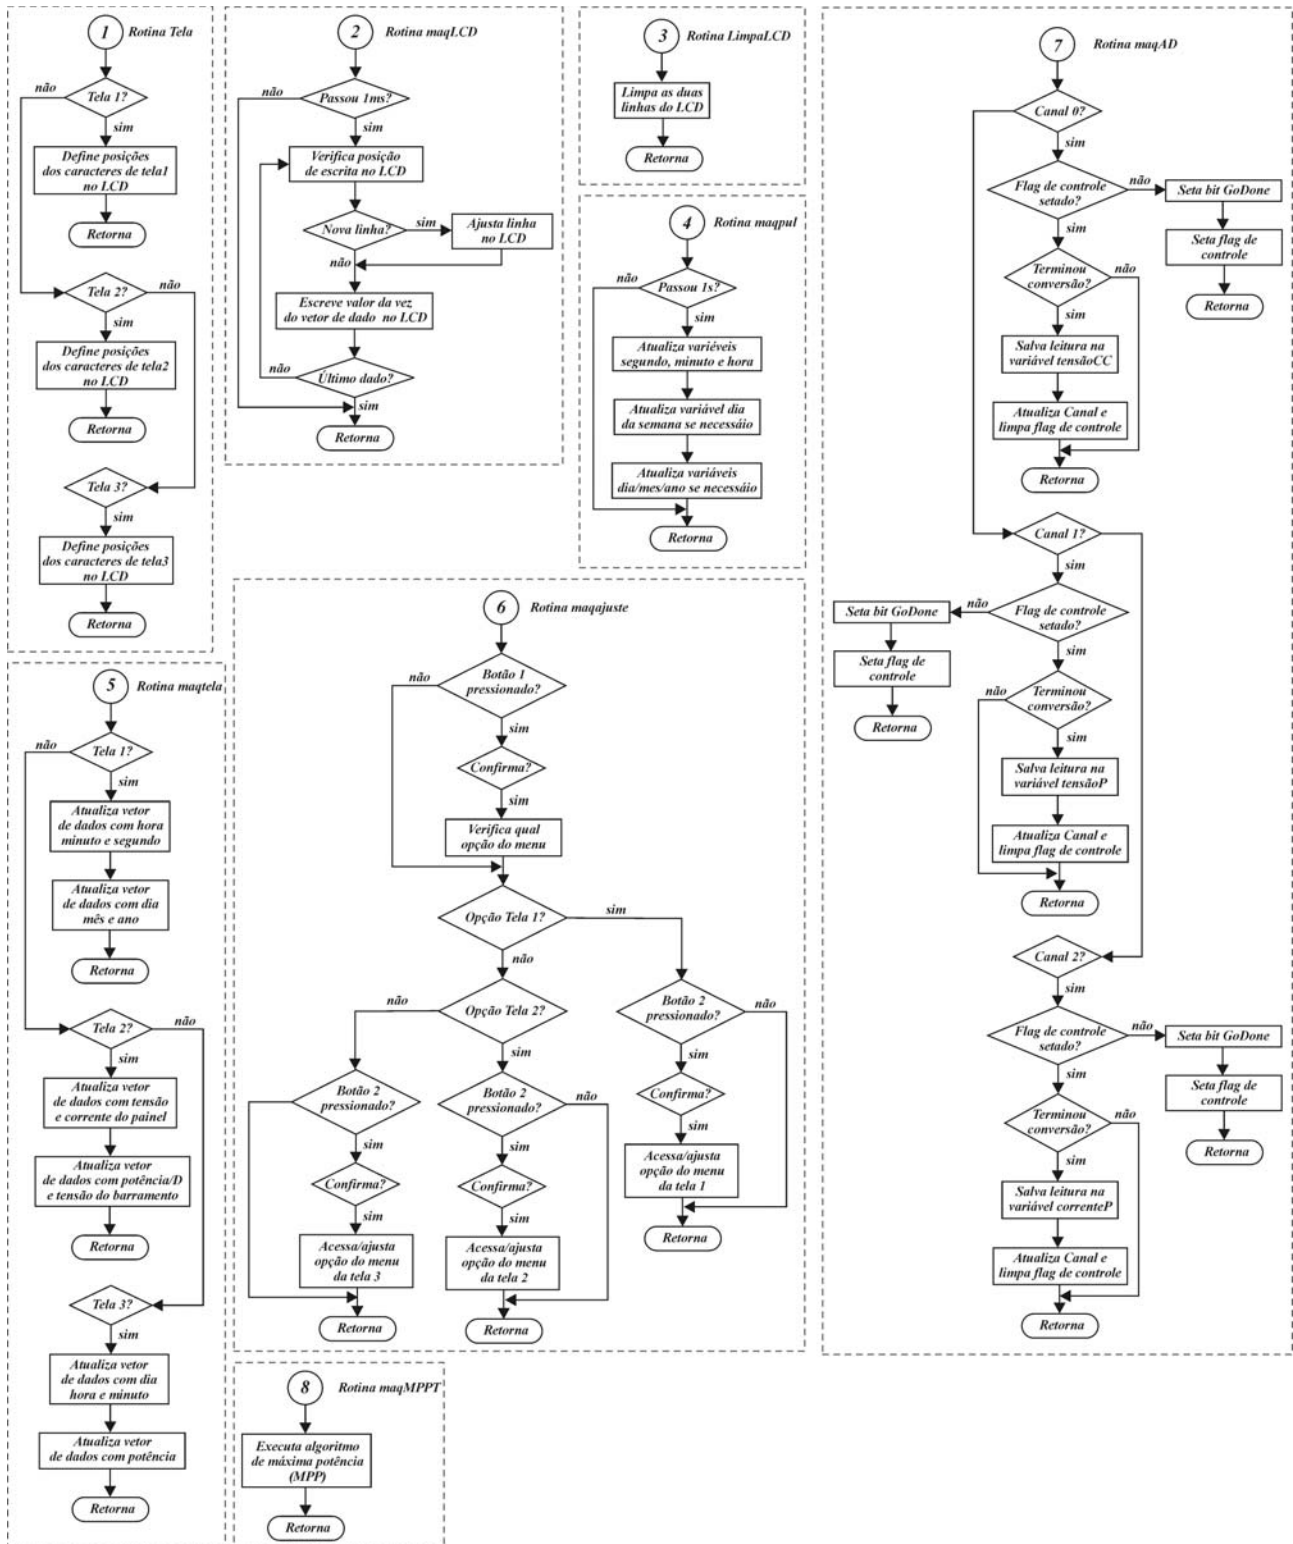 1
Rotina Tela
não
Tela 1?
sim
Define posições
dos caracteres de tela1
no LCD
Retorna
Tela 2?
não
sim
Define posições
dos caracteres de tela2
no LCD
Retorna
Tela 3?
sim
Define posições
dos caracteres de tela3
no LCD
Retorna
2
Rotina maqLCD
não
Passou 1ms?
sim
Verifica posição
de escrita no LCD
Nova linha?
sim
Ajusta linha
no LCD
não
Escreve valor da vez
do vetor de dado no LCD
não
Último dado?
sim
Retorna
3
Rotina LimpaLCD
Limpa as duas
linhas do LCD
Retorna
4
Rotina maqpul
não
Passou 1s?
sim
Atualiza variéveis
segundo, minuto e hora
Atualiza variável dia
da semana se necessáio
Atualiza variáveis
dia/mes/ano se necessáio
Retorna
5
Rotina maqtela
não
Tela 1?
sim
Atualiza vetor
de dados com hora
minuto e segundo
Atualiza vetor
de dados com dia
mês e ano
Retorna
Tela 2?
não
sim
Atualiza vetor
de dados com tensão
e corrente do painel
Atualiza vetor
de dados com potência/D
e tensão do barramento
Retorna
Tela 3?
sim
Atualiza vetor
de dados com dia
hora e minuto
Atualiza vetor
de dados com potência
Retorna
6
Rotina maqajuste
não
Botão 1
pressionado?
sim
Confirma?
sim
Verifica qual
opção do menu
Opção Tela 1?
sim
não
não
Opção Tela 2?
sim
Botão 2
pressionado?
não
sim
Confirma?
sim
Acessa/ajusta
opção do menu
da tela 1
Retorna
Botão 2
pressionado?
sim
Confirma?
sim
Acessa/ajusta
opção do menu
da tela 3
Retorna
Botão 2
pressionado?
não
sim
Confirma?
sim
Acessa/ajusta
opção do menu
da tela 2
Retorna
7
Rotina maqAD
Canal 0?
sim
Flag de controle
setado?
não
Seta bit GoDone
Seta flag de
controle
Retorna
sim
Terminou
conversão?
não
sim
Salva leitura na
variável tensãoCC
Atualiza Canal e
limpa flag de controle
Retorna
Canal 1?
sim
Flag de controle
setado?
não
Seta bit GoDone
Seta flag de
controle
Retorna
sim
Terminou
conversão?
não
sim
Salva leitura na
variável tensãoP
Atualiza Canal e
limpa flag de controle
Retorna
Canal 2?
sim
Flag de controle
setado?
não
Seta bit GoDone
Seta flag de
controle
Retorna
sim
Terminou
conversão?
não
sim
Salva leitura na
variável correnteP
Atualiza Canal e
limpa flag de controle
Retorna
8
Rotina maqMPPT
Executa algoritmo
de máxima potência
(MPP)
Retorna